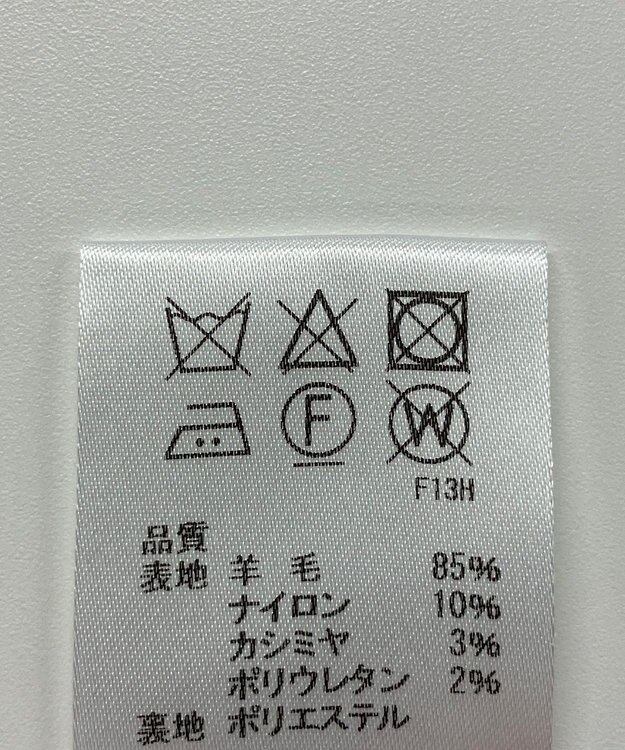 F W
F13H
品質
表地 羊 毛 85%
ナイロン 10%
カシミヤ 3%
ポリウレタン 2%
裏地 ポリエステル